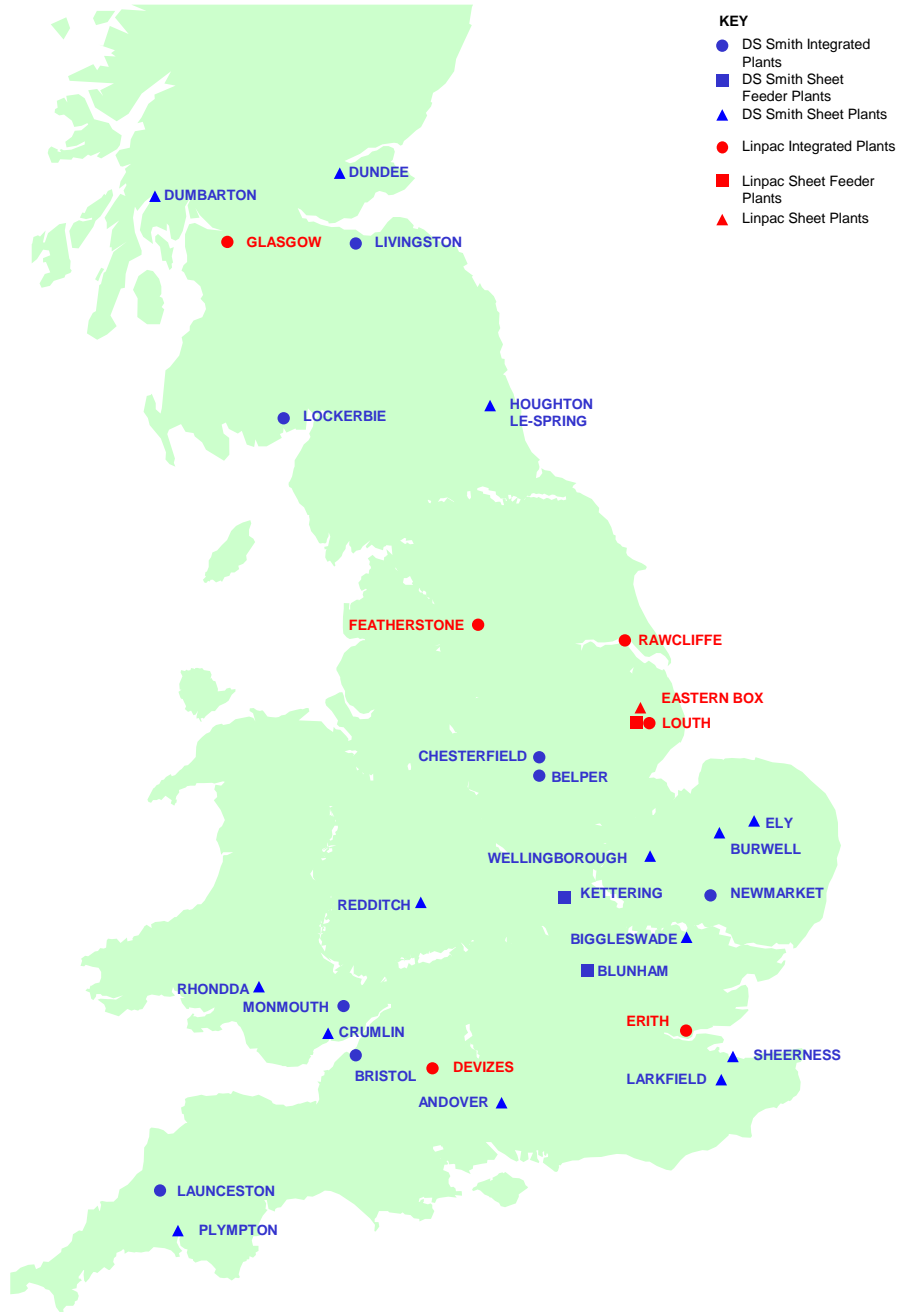 KEY
DS Smith Integrated
Plants
DS Smith Sheet
Feeder Plants
DS Smith Sheet Plants
Linpac Integrated Plants
Linpac Sheet Feeder
Plants
Linpac Sheet Plants
DUNDEE
DUMBARTON
GLASGOW
LIVINGSTON
HOUGHTON
LE-SPRING
LOCKERBIE
FEATHERSTONE
RAWCLIFFE
EASTERN BOX
LOUTH
CHESTERFIELD
BELPER
ELY
BURWELL
WELLINGBOROUGH
KETTERING
NEWMARKET
REDDITCH
BIGGLESWADE
BLUNHAM
RHONDDA
MONMOUTH
ERITH
CRUMLIN
SHEERNESS
BRISTOL
DEVIZES
LARKFIELD
ANDOVER
LAUNCESTON
PLYMPTON